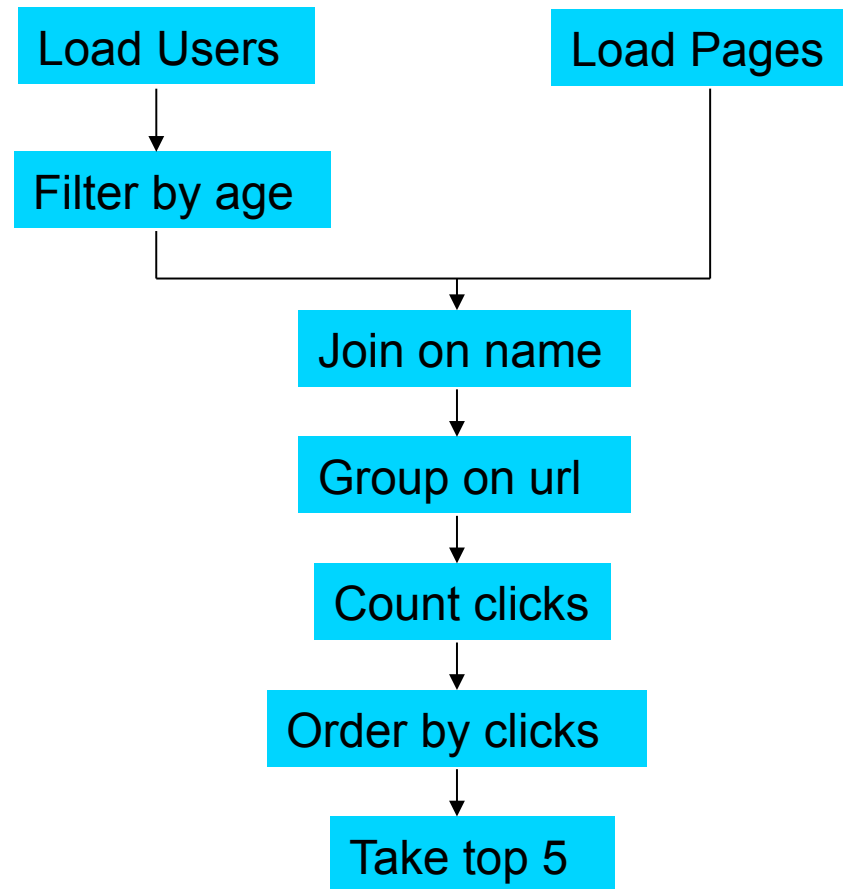 Load Users
Load Pages
Filter by age
Join on name
Group on url
Count clicks
Order by clicks
Take top 5